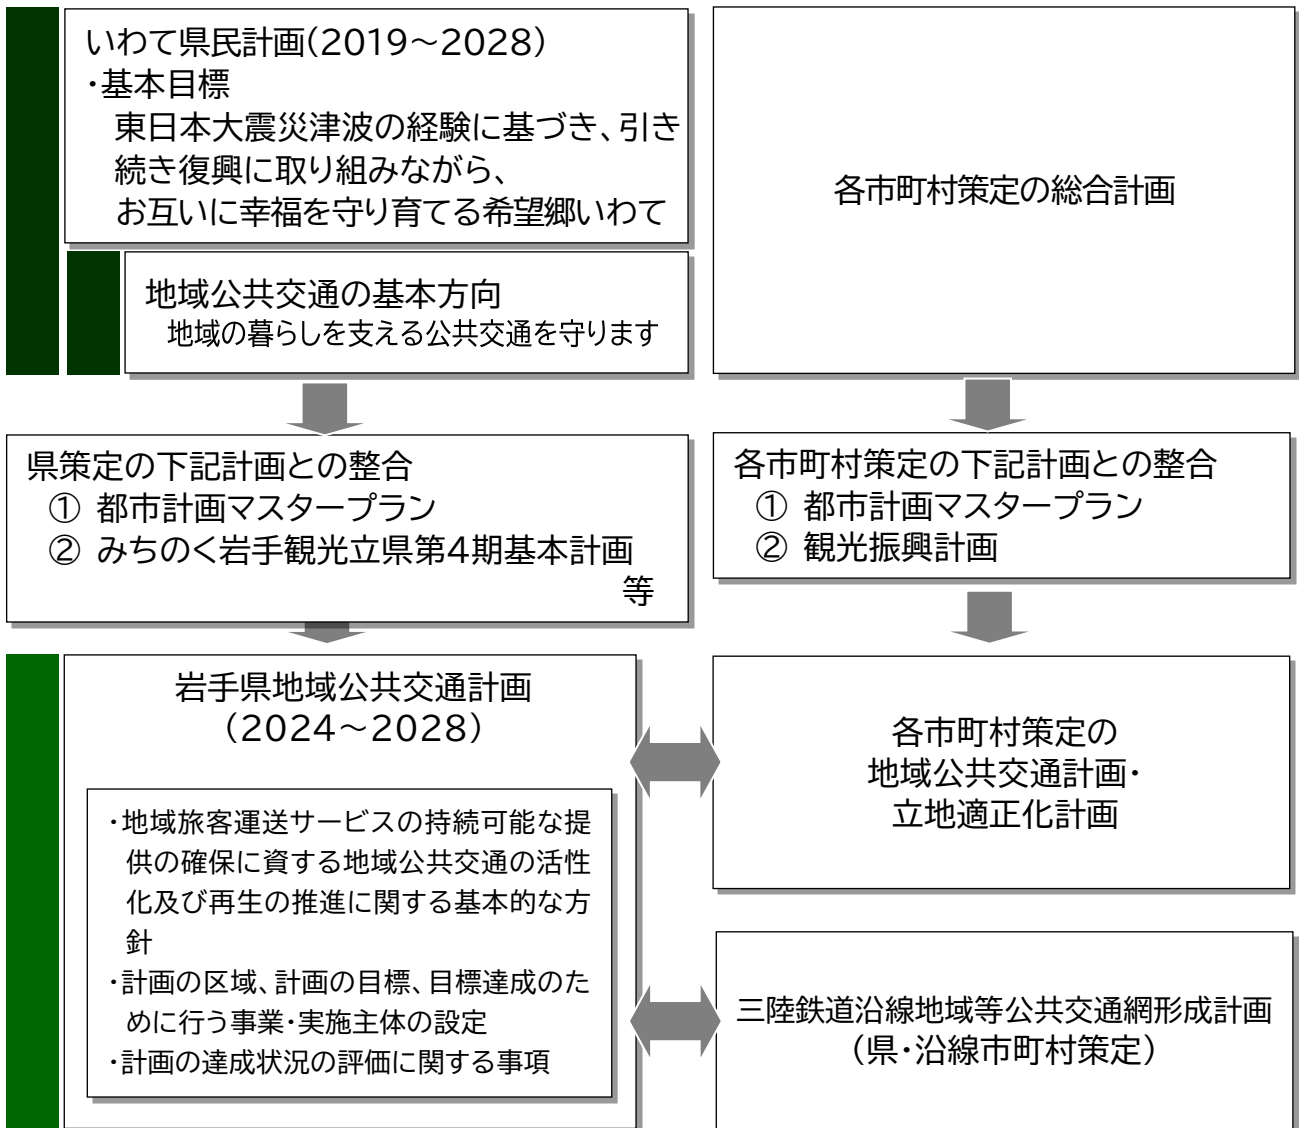 いわて県民計画(2019～2028)
・基本目標
東日本大震災津波の経験に基づき、引き
続き復興に取り組みながら、
お互いに幸福を守り育てる希望郷いわて
地域公共交通の基本方向
地域の暮らしを支える公共交通を守ります
各市町村策定の総合計画
県策定の下記計画との整合
① 都市計画マスタープラン
② みちのく岩手観光立県第4期基本計画
等
各市町村策定の下記計画との整合
① 都市計画マスタープラン
② 観光振興計画
岩手県地域公共交通計画
(2024～2028)
・地域旅客運送サービスの持続可能な提
供の確保に資する地域公共交通の活性
化及び再生の推進に関する基本的な方
針
・計画の区域、計画の目標、目標達成のた
めに行う事業・実施主体の設定
・計画の達成状況の評価に関する事項
各市町村策定の
地域公共交通計画・
立地適正化計画
三陸鉄道沿線地域等公共交通網形成計画
(県・沿線市町村策定)